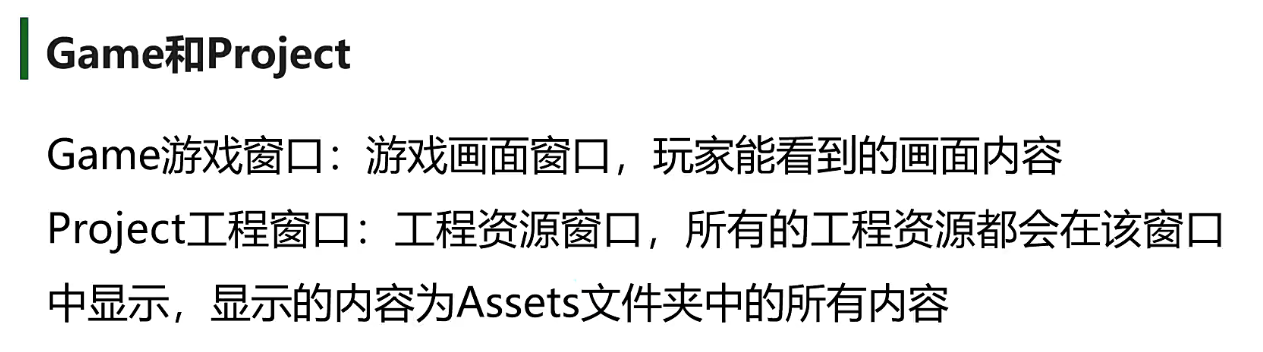 Game和Project
Game游戏窗口：游戏画面窗口，玩家能看到的画面内容
Project工程窗口：工程资源窗口，所有的工程资源都会在该窗口
中显示，显示的内容为Assets文件夹中的所有内容